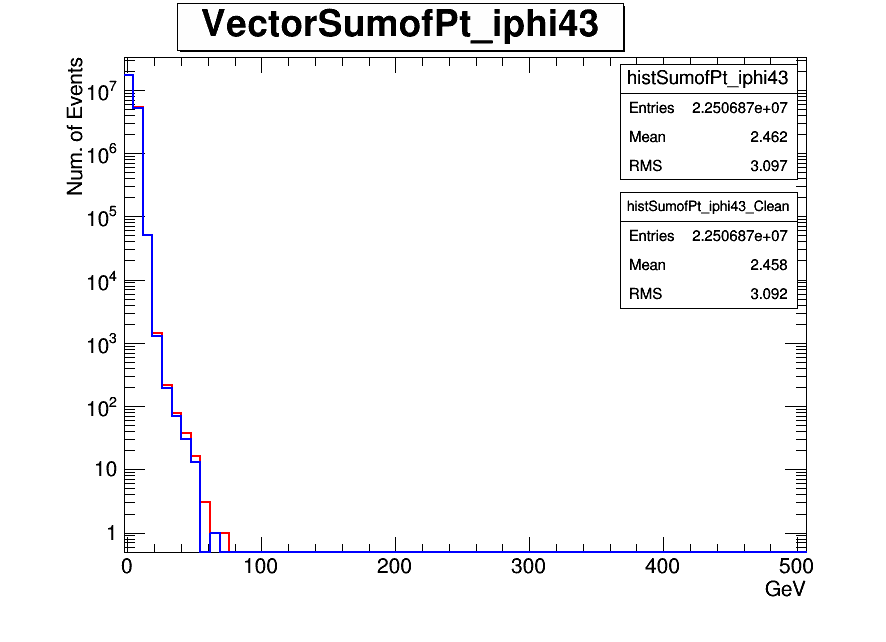 VectorSumofPt_iphi43
Num. of Events
10^7
10^6
10^5
10^4
10^3
10^2
10
1
histSumofPt_iphi43
Entries 2.250687e+07
Mean 2.462
RMS 3.097
histSumofPt_iphi43_Clean
Entries 2.250687e+07
Mean 2.458
RMS 3.092
0 100 200 300 400 500
GeV